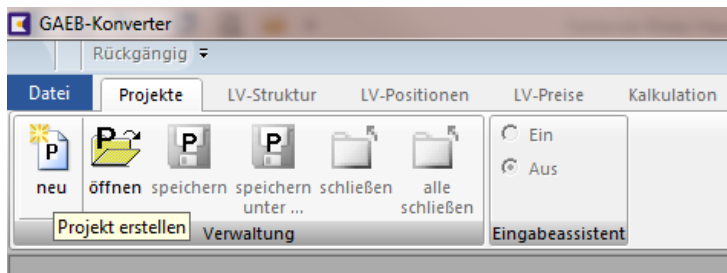 GAEB-Konverter
Rückgängig
Datei Projekte LV-Struktur LV-Positionen LV-Preise Kalkulation
P P P P
neu öffnen speichern speichern unter ... schließen alle schließen
Ein
Aus
Projekt erstellen
Verwaltung Eingabeassistent